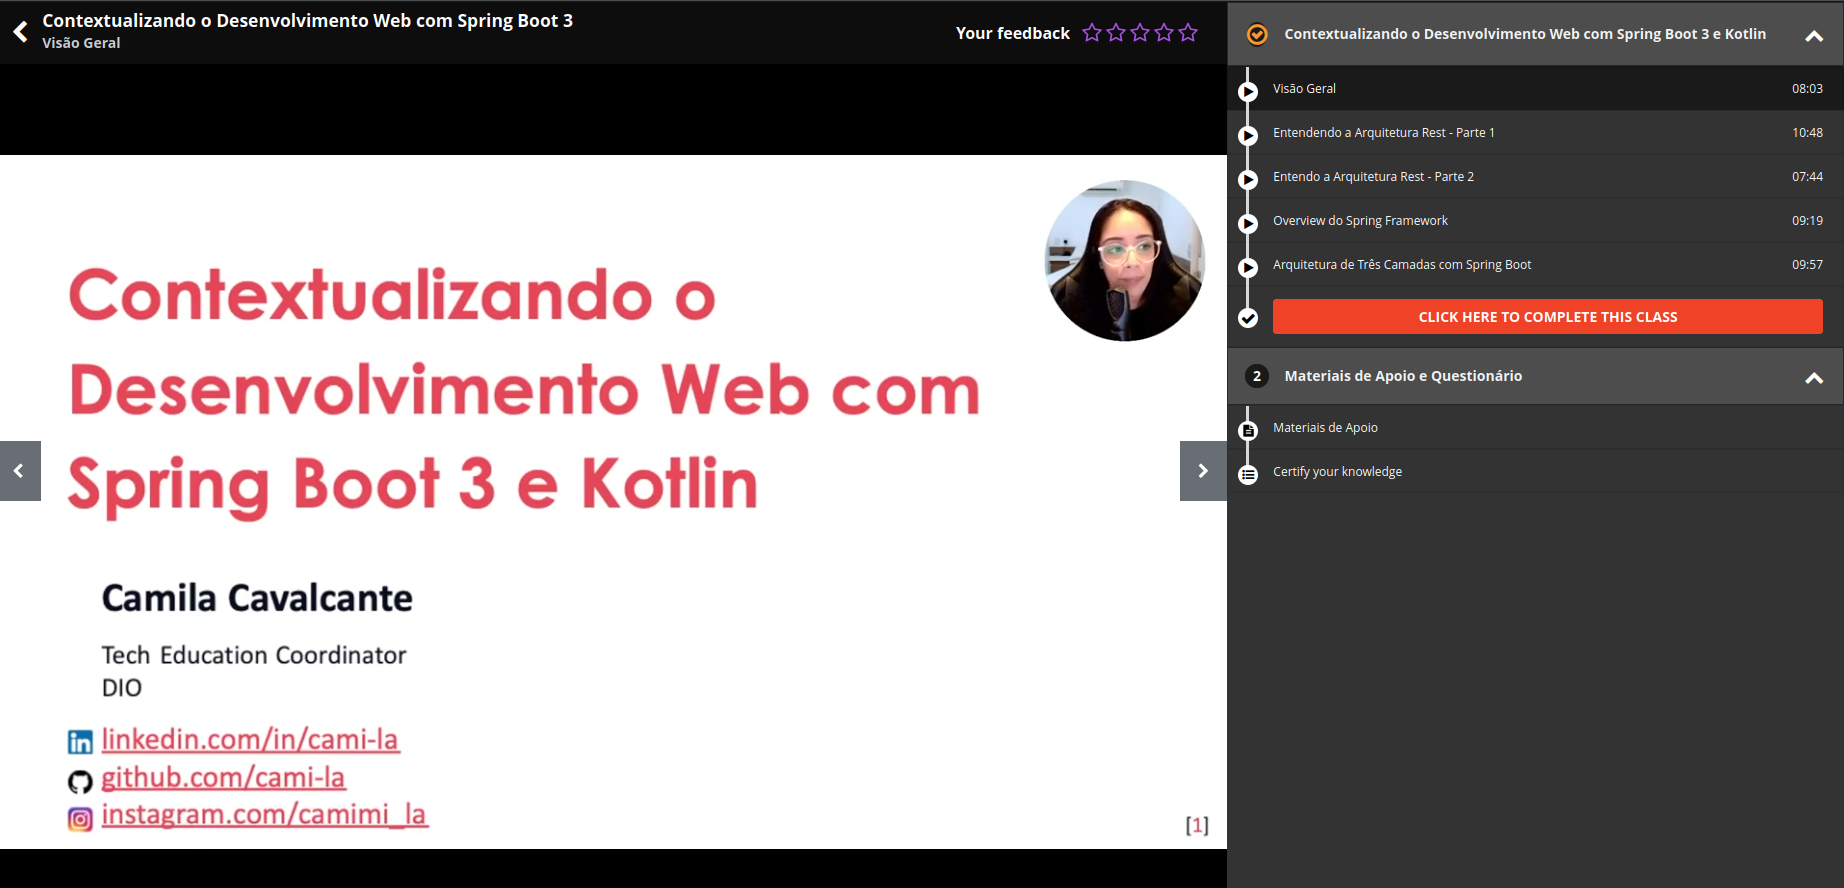 Contextualizando o Desenvolvimento Web com Spring Boot 3
Visão Geral
Your feedback
Contextualizando o
Desenvolvimento Web com
Spring Boot 3 e Kotlin
Camila Cavalcante
Tech Education Coordinator
DIO
linkedin.com/in/cami-la
github.com/cami-la
instagram.com/camimi_la
[1]
Contextualizando o Desenvolvimento Web com Spring Boot 3 e Kotlin
Visão Geral 08:03
Entendendo a Arquitetura Rest - Parte 1 10:48
Entendo a Arquitetura Rest - Parte 2 07:44
Overview do Spring Framework 09:19
Arquitetura de Três Camadas com Spring Boot 09:57
CLICK HERE TO COMPLETE THIS CLASS
2 Materiais de Apoio e Questionário
Materiais de Apoio
Certify your knowledge